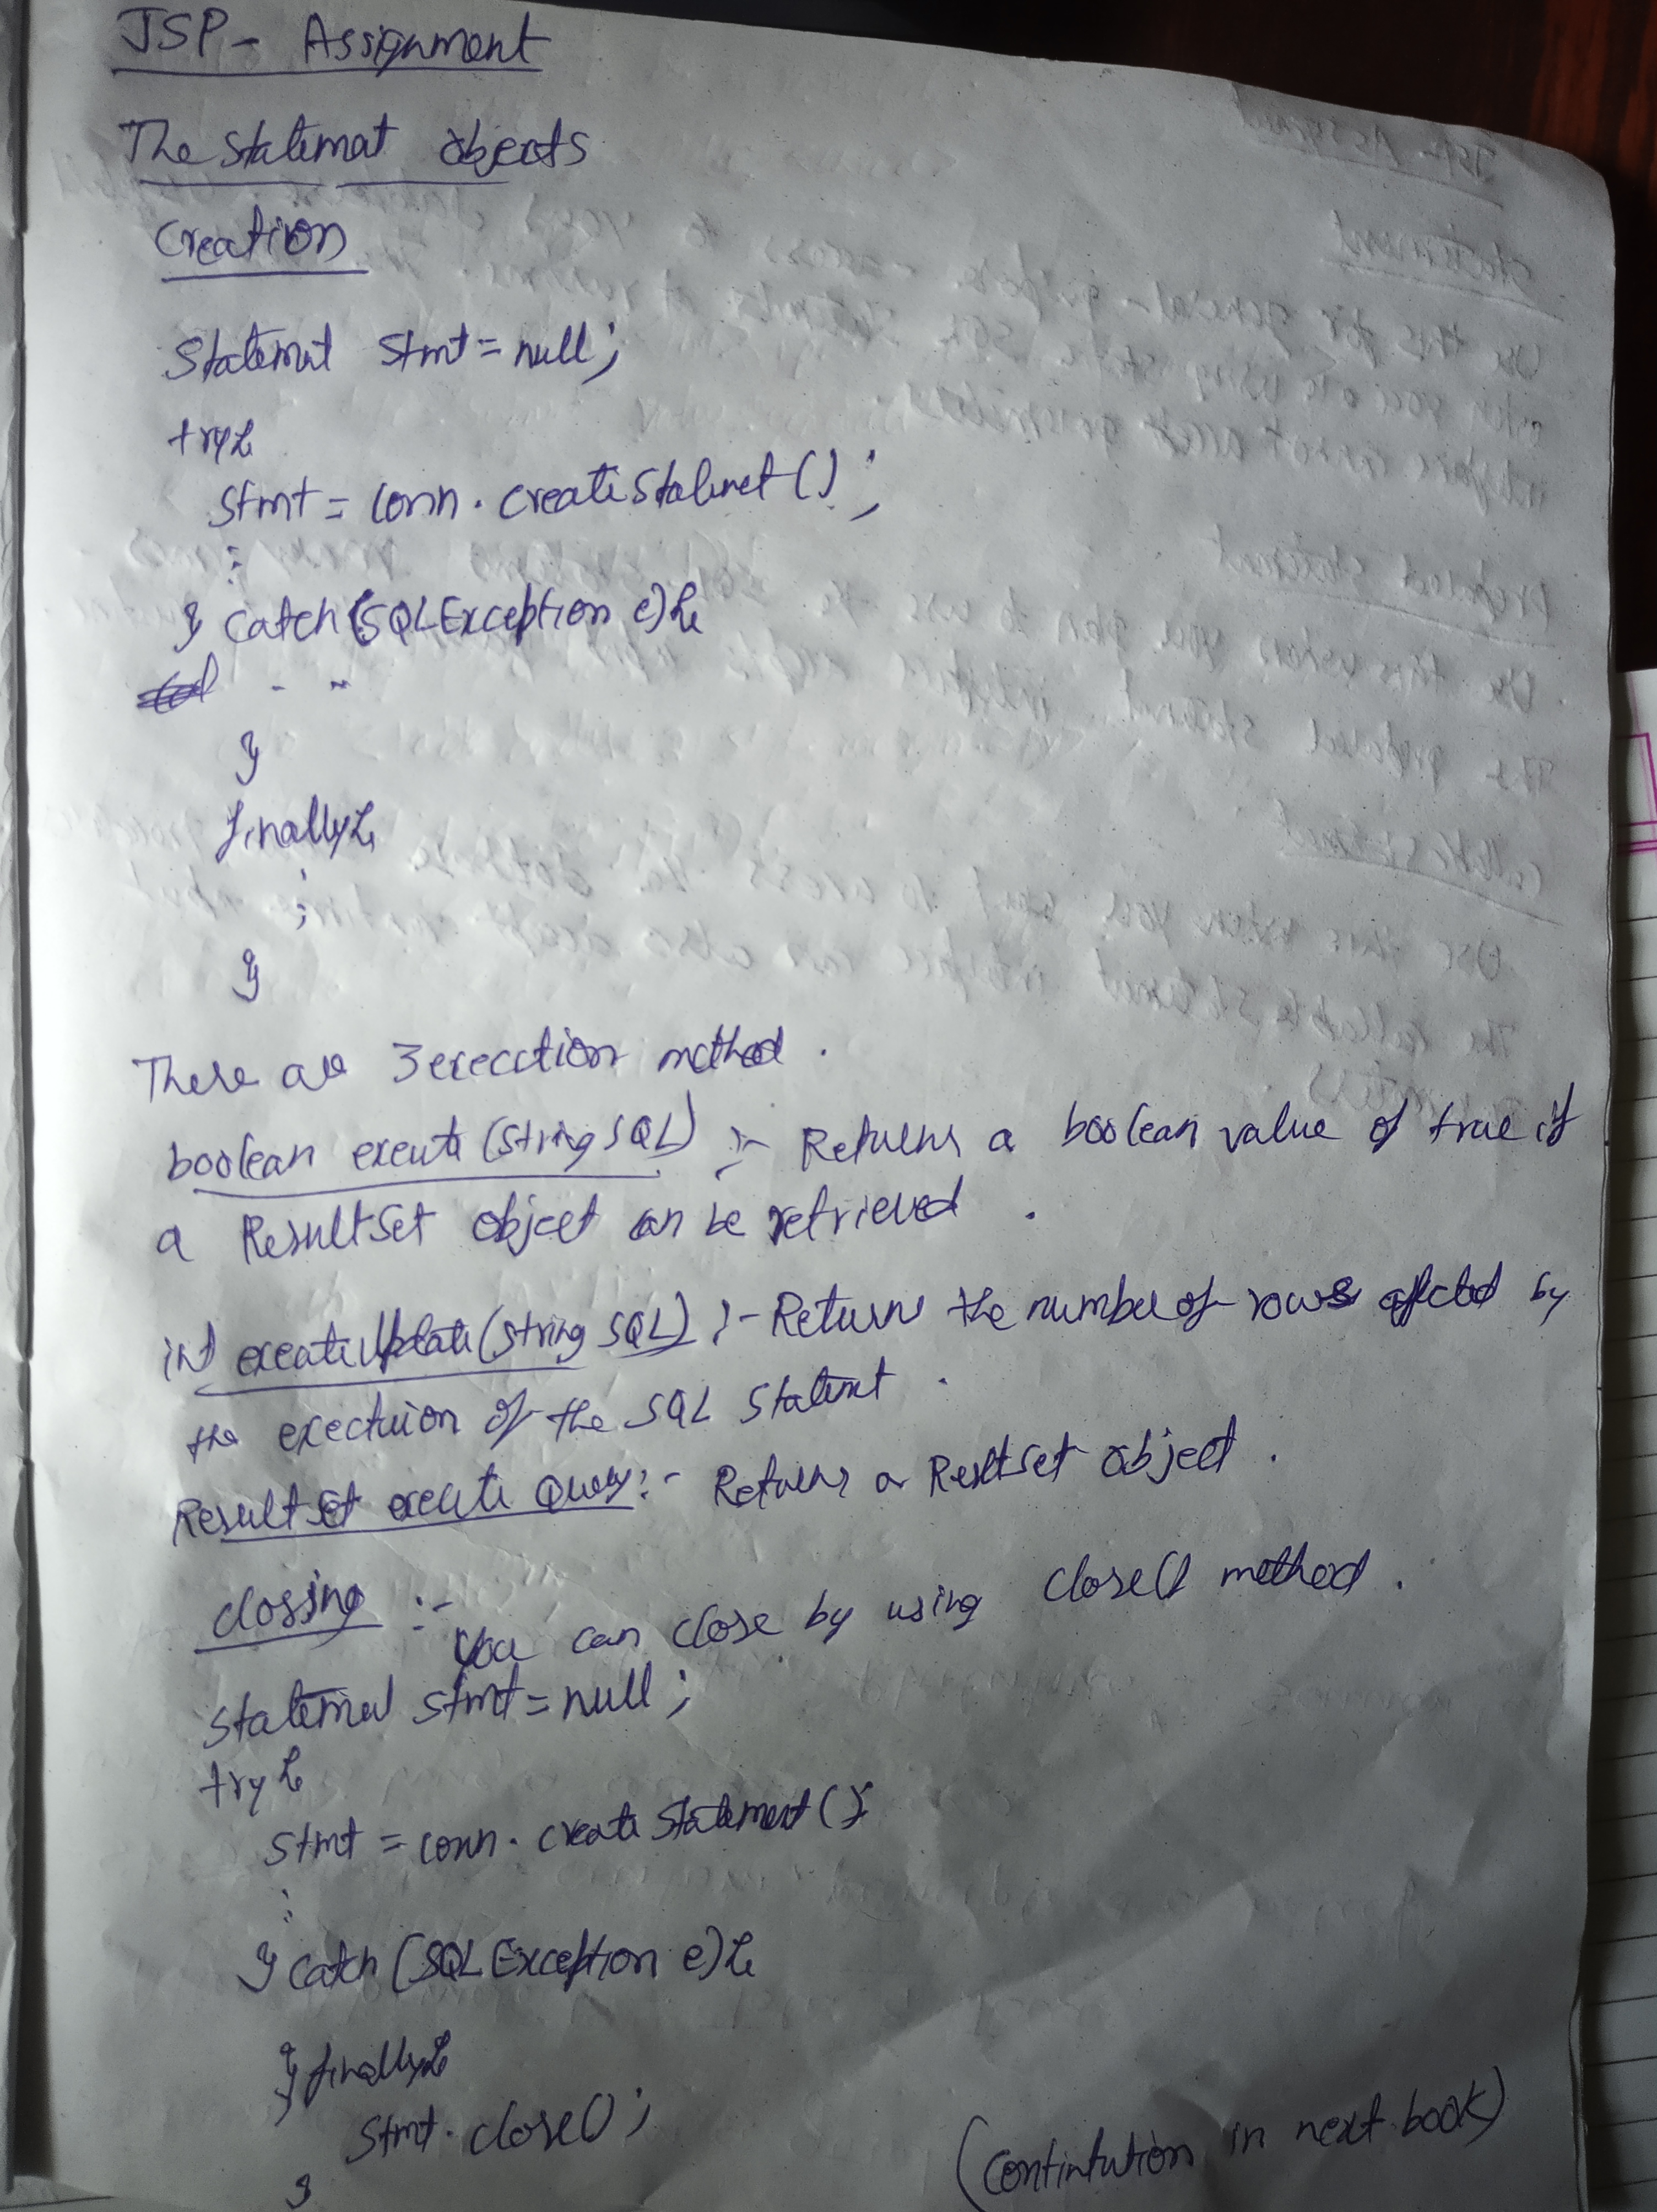 JSP - Assignment
The Statemat objects
Creation
Statemnt Stmt = null;
try{
Stmt = conn.createStatemet();
:
} catch(SQLException e){
- --
}
finally{
:
}
There are 3 execction method.
boolean execute(String SQL) :- Returns a boolean value of true if
a ResultSet object can be retrieved.
int executeUpdate(String SQL) :- Returns the number of rows affected by
the exectuion of the SQL Statemt.
ResultSet execute Query :- Returns a ResltSet object.
closing :- You can close by using close() method.
Statemet stmt = null;
try {
Stmt = conn.create Statement();
:
} catch (SQLException e){
} finally{
Stmt.close();
}
(contintution in next book)